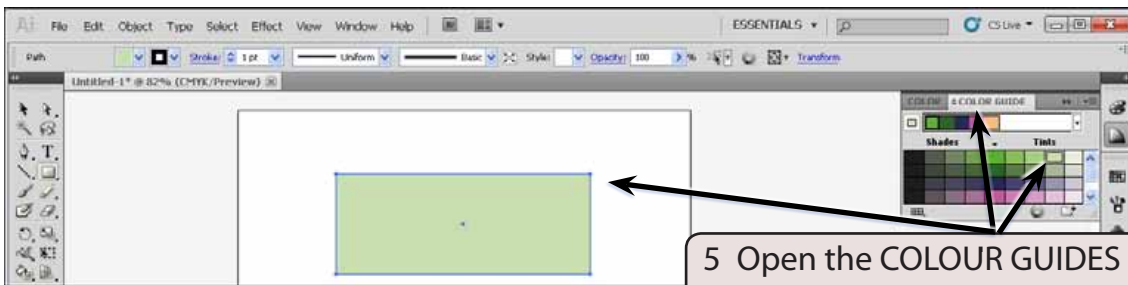 Ai File Edit Object Type Select Effect View Window Help ESSENTIALS CS Live
Path Stroke: 1 pt Uniform Basic Style: Opacity: 100 % Transform
Untitled-1* @ 82% (CMYK/Preview)
COLOR COLOR GUIDE
Shades Tints
5 Open the COLOUR GUIDES